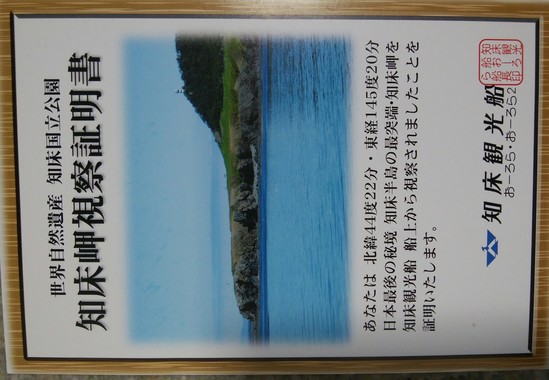 世界自然遺産 知床国立公園
知床岬視察証明書
あなたは 北緯44度22分・東経145度20分
日本最後の秘境 知床半島の最突端・知床岬を
知床観光船 船上から視察されましたことを
証明いたします。
知床観光船
おーろら・おーろら2